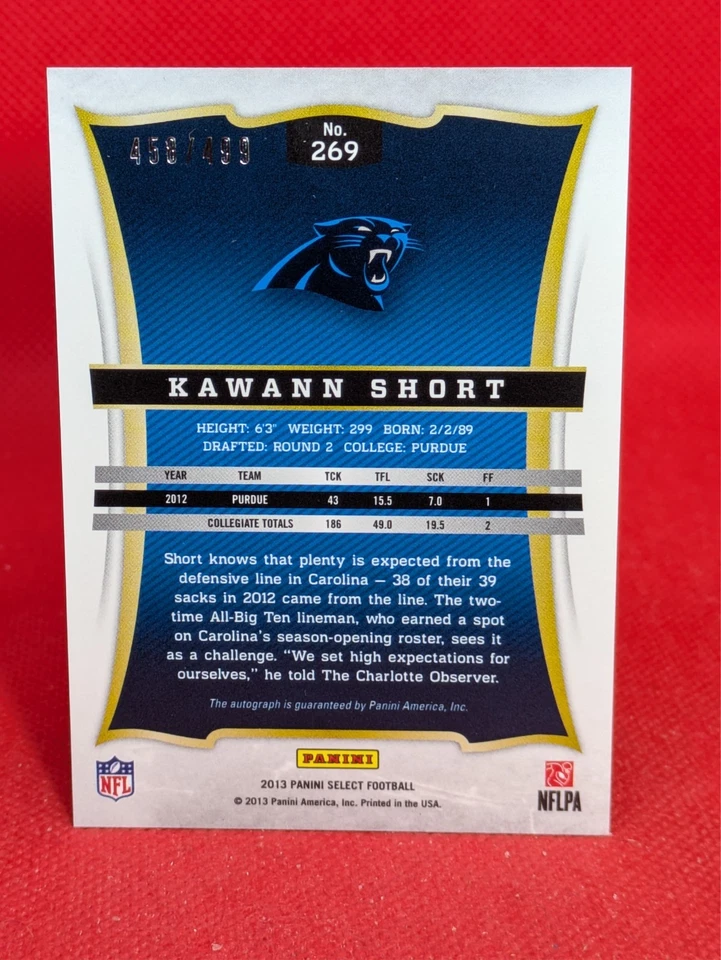 458/499
No.
269
KAWANN SHORT
HEIGHT: 6'3" WEIGHT: 299 BORN: 2/2/89
DRAFTED: ROUND 2 COLLEGE: PURDUE
YEAR TEAM TCK TFL SCK FF
2012 PURDUE 43 15.5 7.0 1
COLLEGIATE TOTALS 186 49.0 19.5 2
Short knows that plenty is expected from the
defensive line in Carolina – 38 of their 39
sacks in 2012 came from the line. The two-
time All-Big Ten lineman, who earned a spot
on Carolina's season-opening roster, sees it
as a challenge. "We set high expectations for
ourselves," he told The Charlotte Observer.
The autograph is guaranteed by Panini America, Inc.
PANINI
NFL
2013 PANINI SELECT FOOTBALL
© 2013 Panini America, Inc. Printed in the USA.
NFLPA